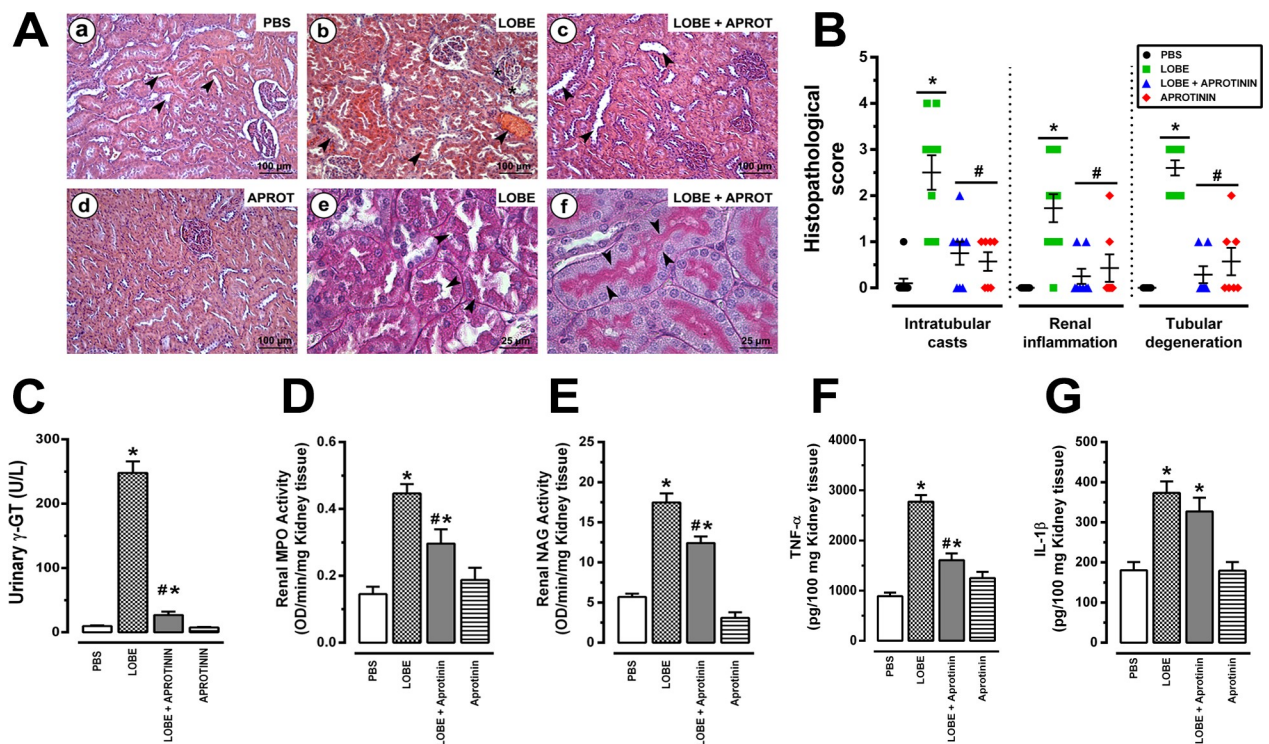 A
a PBS
100 µm
b LOBE
*
*
100 µm
c LOBE + APROT
100 µm
d APROT
100 µm
e LOBE
25 µm
f LOBE + APROT
25 µm
B
PBS
LOBE
LOBE + APROTININ
APROTININ
Histopathological
score
5
4
3
2
1
0
*
#
*
#
*
#
Intratubular
casts
Renal
inflammation
Tubular
degeneration
C
Urinary γ-GT (U/L)
300
200
100
0
*
#*
PBS
LOBE
LOBE + APROTININ
APROTININ
D
Renal MPO Activity
(OD/min/mg Kidney tissue)
0.6
0.4
0.2
0.0
*
#*
PBS
LOBE
LOBE + Aprotinin
Aprotinin
E
Renal NAG Activity
(OD/min/mg Kidney tissue)
25
20
15
10
5
0
*
#*
PBS
LOBE
LOBE + Aprotinin
Aprotinin
F
TNF-α
(pg/100 mg Kidney tissue)
4000
3000
2000
1000
0
*
#*
PBS
LOBE
LOBE + Aprotinin
Aprotinin
G
IL-1β
(pg/100 mg Kidney tissue)
500
400
300
200
100
0
*
*
PBS
LOBE
LOBE + Aprotinin
Aprotinin